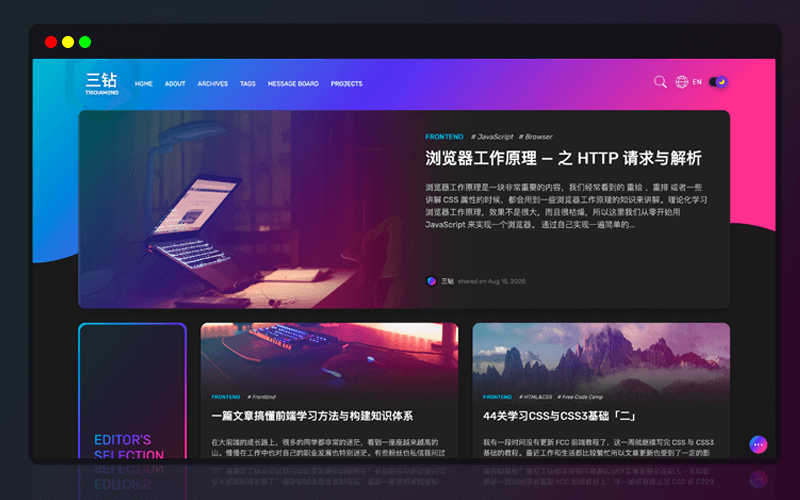 三钻
TRIDIAMOND
HOME ABOUT ARCHIVES TAGS MESSAGE BOARD PROJECTS
EN
FRONTEND # JavaScript # Browser
浏览器工作原理 – 之 HTTP 请求与解析
浏览器工作原理是一块非常重要的内容，我们经常看到的 重绘 、重排 或者一些
讲解 CSS 属性的时候，都会用到一些浏览器工作原理的知识来讲解。理论化学习
浏览器工作原理，效果不是很大，而且很枯燥，所以这里我们从零开始用
JavaScript 来实现一个浏览器。 通过自己实现一遍简单的...
三钻 shared on Aug 15, 2020
EDITOR'S
SELECTION
FRONTEND # FrontEnd
一篇文章搞懂前端学习方法与构建知识体系
在大前端的成长路上，很多的同学都非常的迷茫，看到一座座越来越高的
山。慢慢在工作中也对自己的职业发展也特别迷茫。有些粉丝也私信我问过
FRONTEND # HTML&CSS # Free Code Camp
44关学习CSS与CSS3基础「二」
我有一段时间没有更新 FCC 前端教程了，这一周就继续写完 CSS 与 CSS3
基础的教程。最近工作和生活都比较繁忙所以文章更新也受到了一定的影